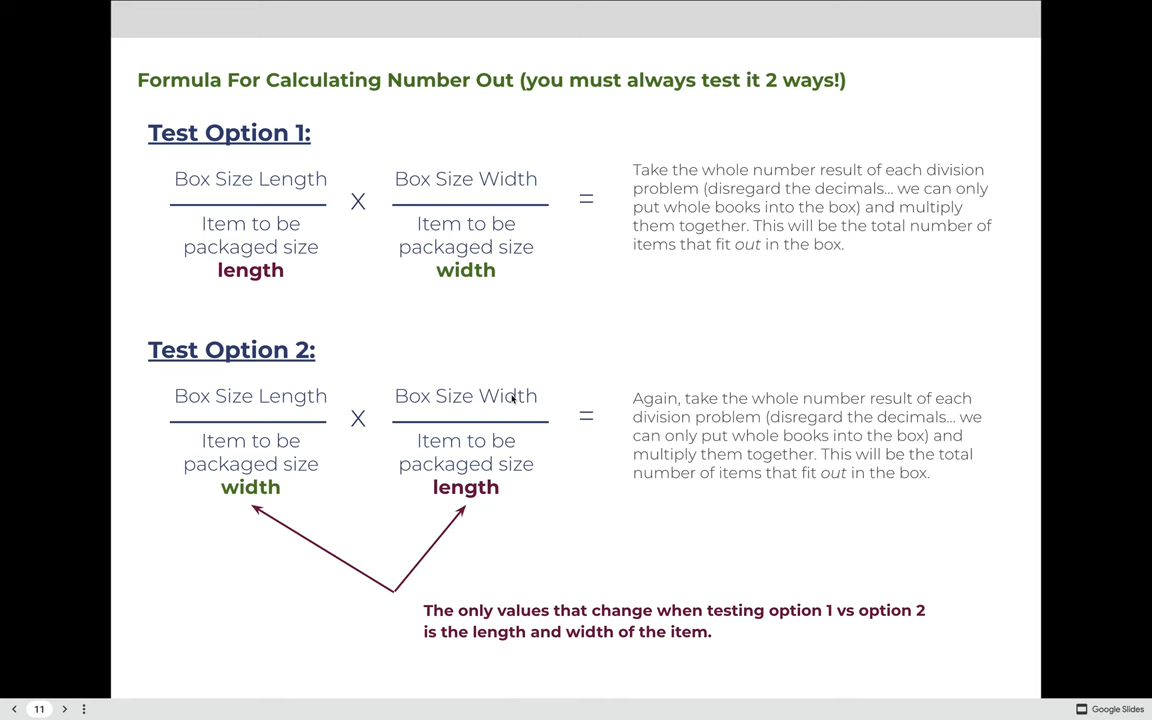 Formula For Calculating Number Out (you must always test it 2 ways!)
Test Option 1:
Box Size Length
Item to be
packaged size
length
X
Box Size Width
Item to be
packaged size
width
=
Take the whole number result of each division
problem (disregard the decimals... we can only
put whole books into the box) and multiply
them together. This will be the total number of
items that fit out in the box.
Test Option 2:
Box Size Length
Item to be
packaged size
width
X
Box Size Width
Item to be
packaged size
length
=
Again, take the whole number result of each
division problem (disregard the decimals... we
can only put whole books into the box) and
multiply them together. This will be the total
number of items that fit out in the box.
The only values that change when testing option 1 vs option 2
is the length and width of the item.
11
Google Slides